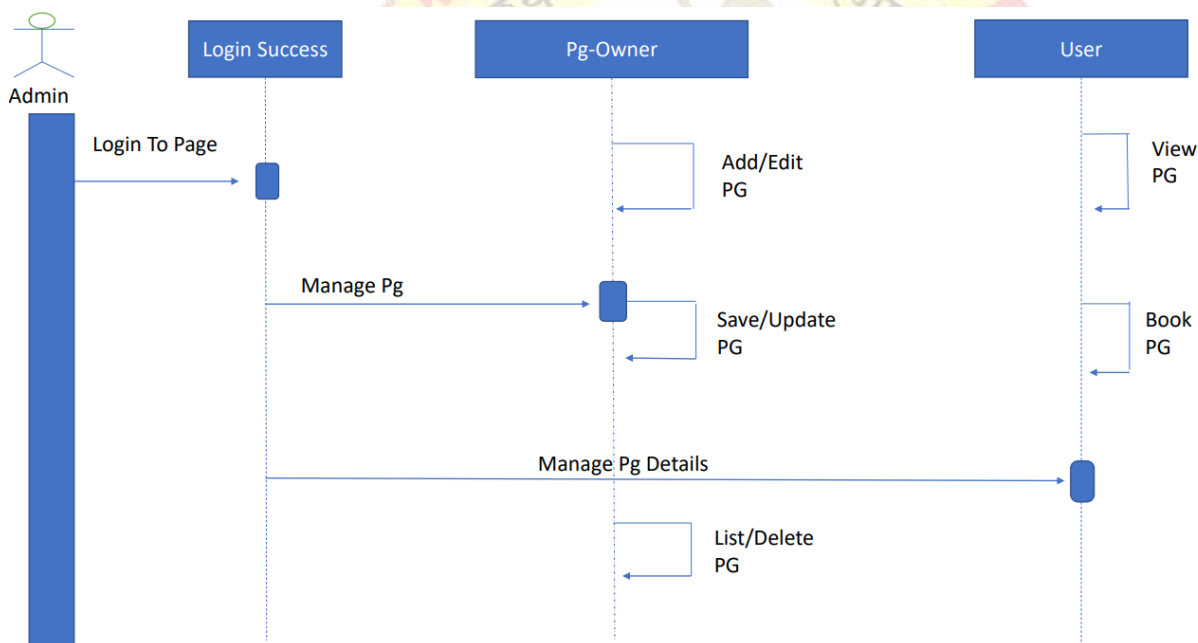 Login Success
Pg-Owner
User
Admin
Login To Page
Add/Edit
PG
View
PG
Manage Pg
Save/Update
PG
Book
PG
Manage Pg Details
List/Delete
PG